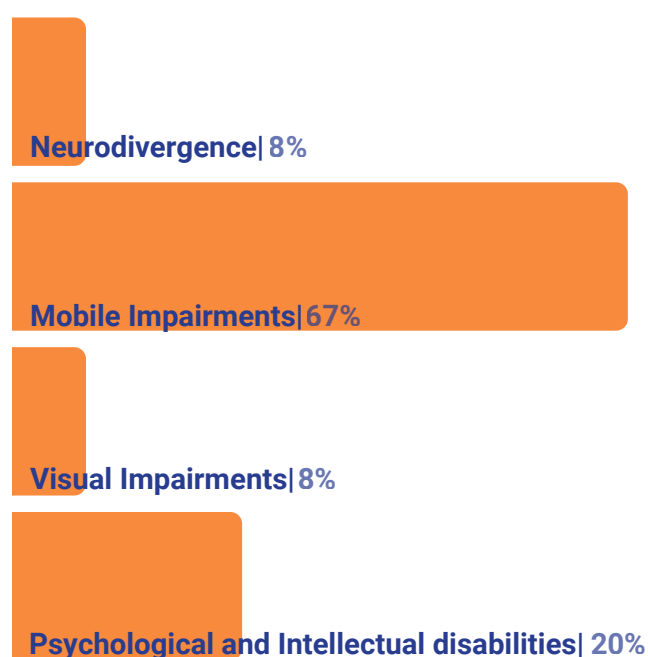 Neurodivergence| 8%
Mobile Impairments| 67%
Visual Impairments| 8%
Psychological and Intellectual disabilities| 20%